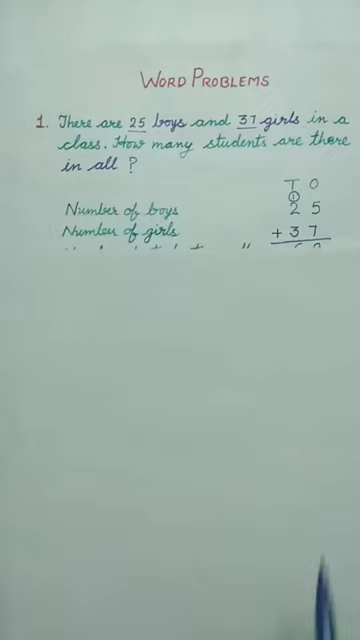 WORD PROBLEMS
1. There are 25 boys and 37 girls in a
class. How many students are there
in all ?
T O
①
Number of boys 2 5
Number of girls + 3 7